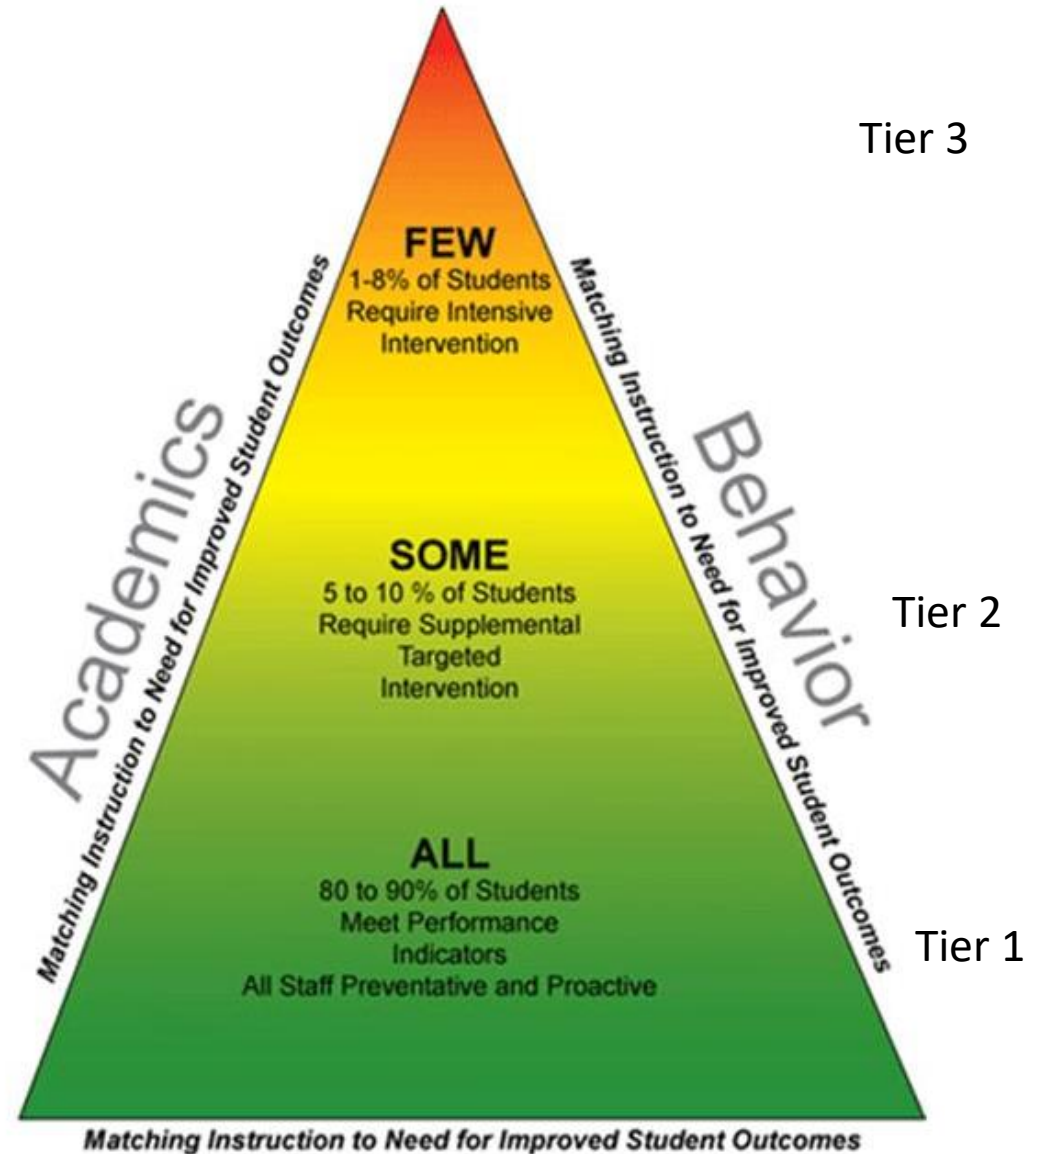 Tier 3
FEW
1-8% of Students
Require Intensive
Intervention
Matching Instruction to Need for Improved Student Outcomes
Matching Instruction to Need for Improved Student Outcomes
Academics
Behavior
SOME
5 to 10 % of Students
Require Supplemental
Targeted
Intervention
Tier 2
ALL
80 to 90% of Students
Meet Performance
Indicators
All Staff Preventative and Proactive
Tier 1
Matching Instruction to Need for Improved Student Outcomes